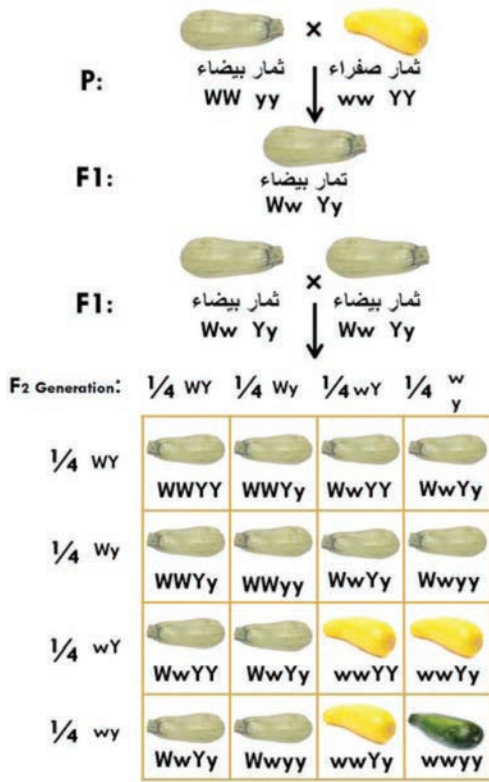 ×
ثمار بيضاء ثمار صفراء
P:
WW yy ww YY
F1:
تمار بيضاء
Ww Yy
×
F1:
ثمار بيضاء ثمار بيضاء
Ww Yy Ww Yy
F2 Generation: 1/4 WY 1/4 Wy 1/4 wY 1/4 w
y
1/4 WY
WWYY WWYy WwYY WwYy
1/4 Wy
WWYy WWyy WwYy Wwyy
1/4 wY
WwYY WwYy wwYY wwYy
1/4 wy
WwYy Wwyy wwYy wwyy